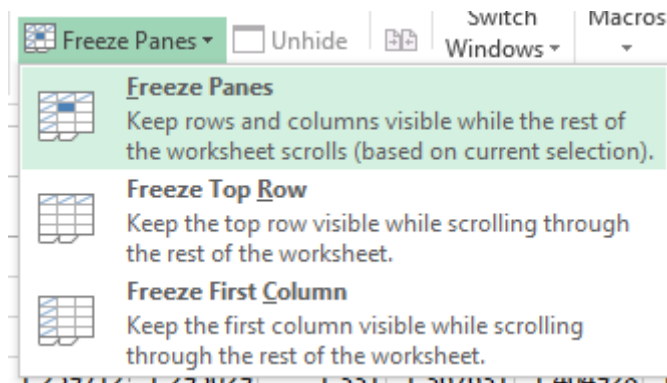 Freeze Panes Unhide Switch Windows Macros
Freeze Panes
Keep rows and columns visible while the rest of
the worksheet scrolls (based on current selection).
Freeze Top Row
Keep the top row visible while scrolling through
the rest of the worksheet.
Freeze First Column
Keep the first column visible while scrolling
through the rest of the worksheet.